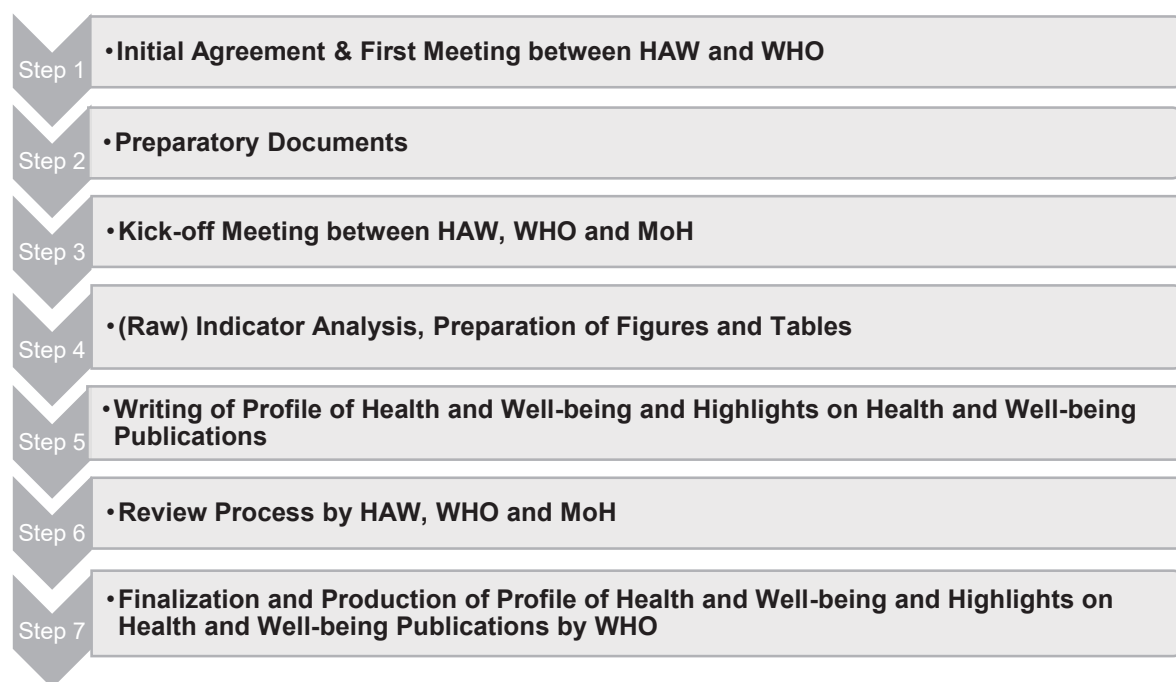 Step 1
•Initial Agreement & First Meeting between HAW and WHO
Step 2
•Preparatory Documents
Step 3
•Kick-off Meeting between HAW, WHO and MoH
Step 4
•(Raw) Indicator Analysis, Preparation of Figures and Tables
Step 5
•Writing of Profile of Health and Well-being and Highlights on Health and Well-being
Publications
Step 6
•Review Process by HAW, WHO and MoH
Step 7
•Finalization and Production of Profile of Health and Well-being and Highlights on
Health and Well-being Publications by WHO